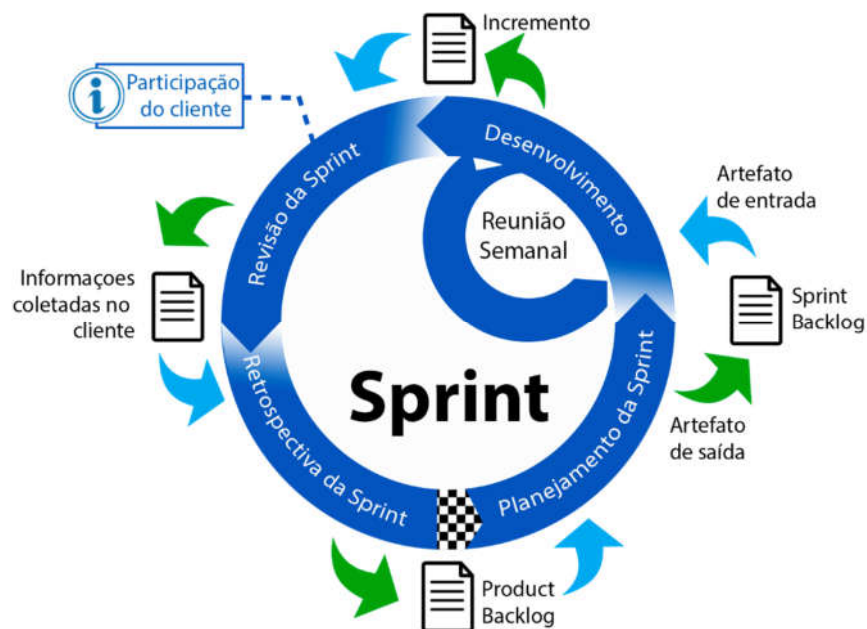 Incremento
Participação
do cliente
Desenvolvimento
Revisão da Sprint
Artefato
de entrada
Reunião
Semanal
Informaçoes
coletadas no
cliente
Sprint
Backlog
Sprint
Retrospectiva da Sprint
Planejamento da Sprint
Artefato
de saída
Product
Backlog